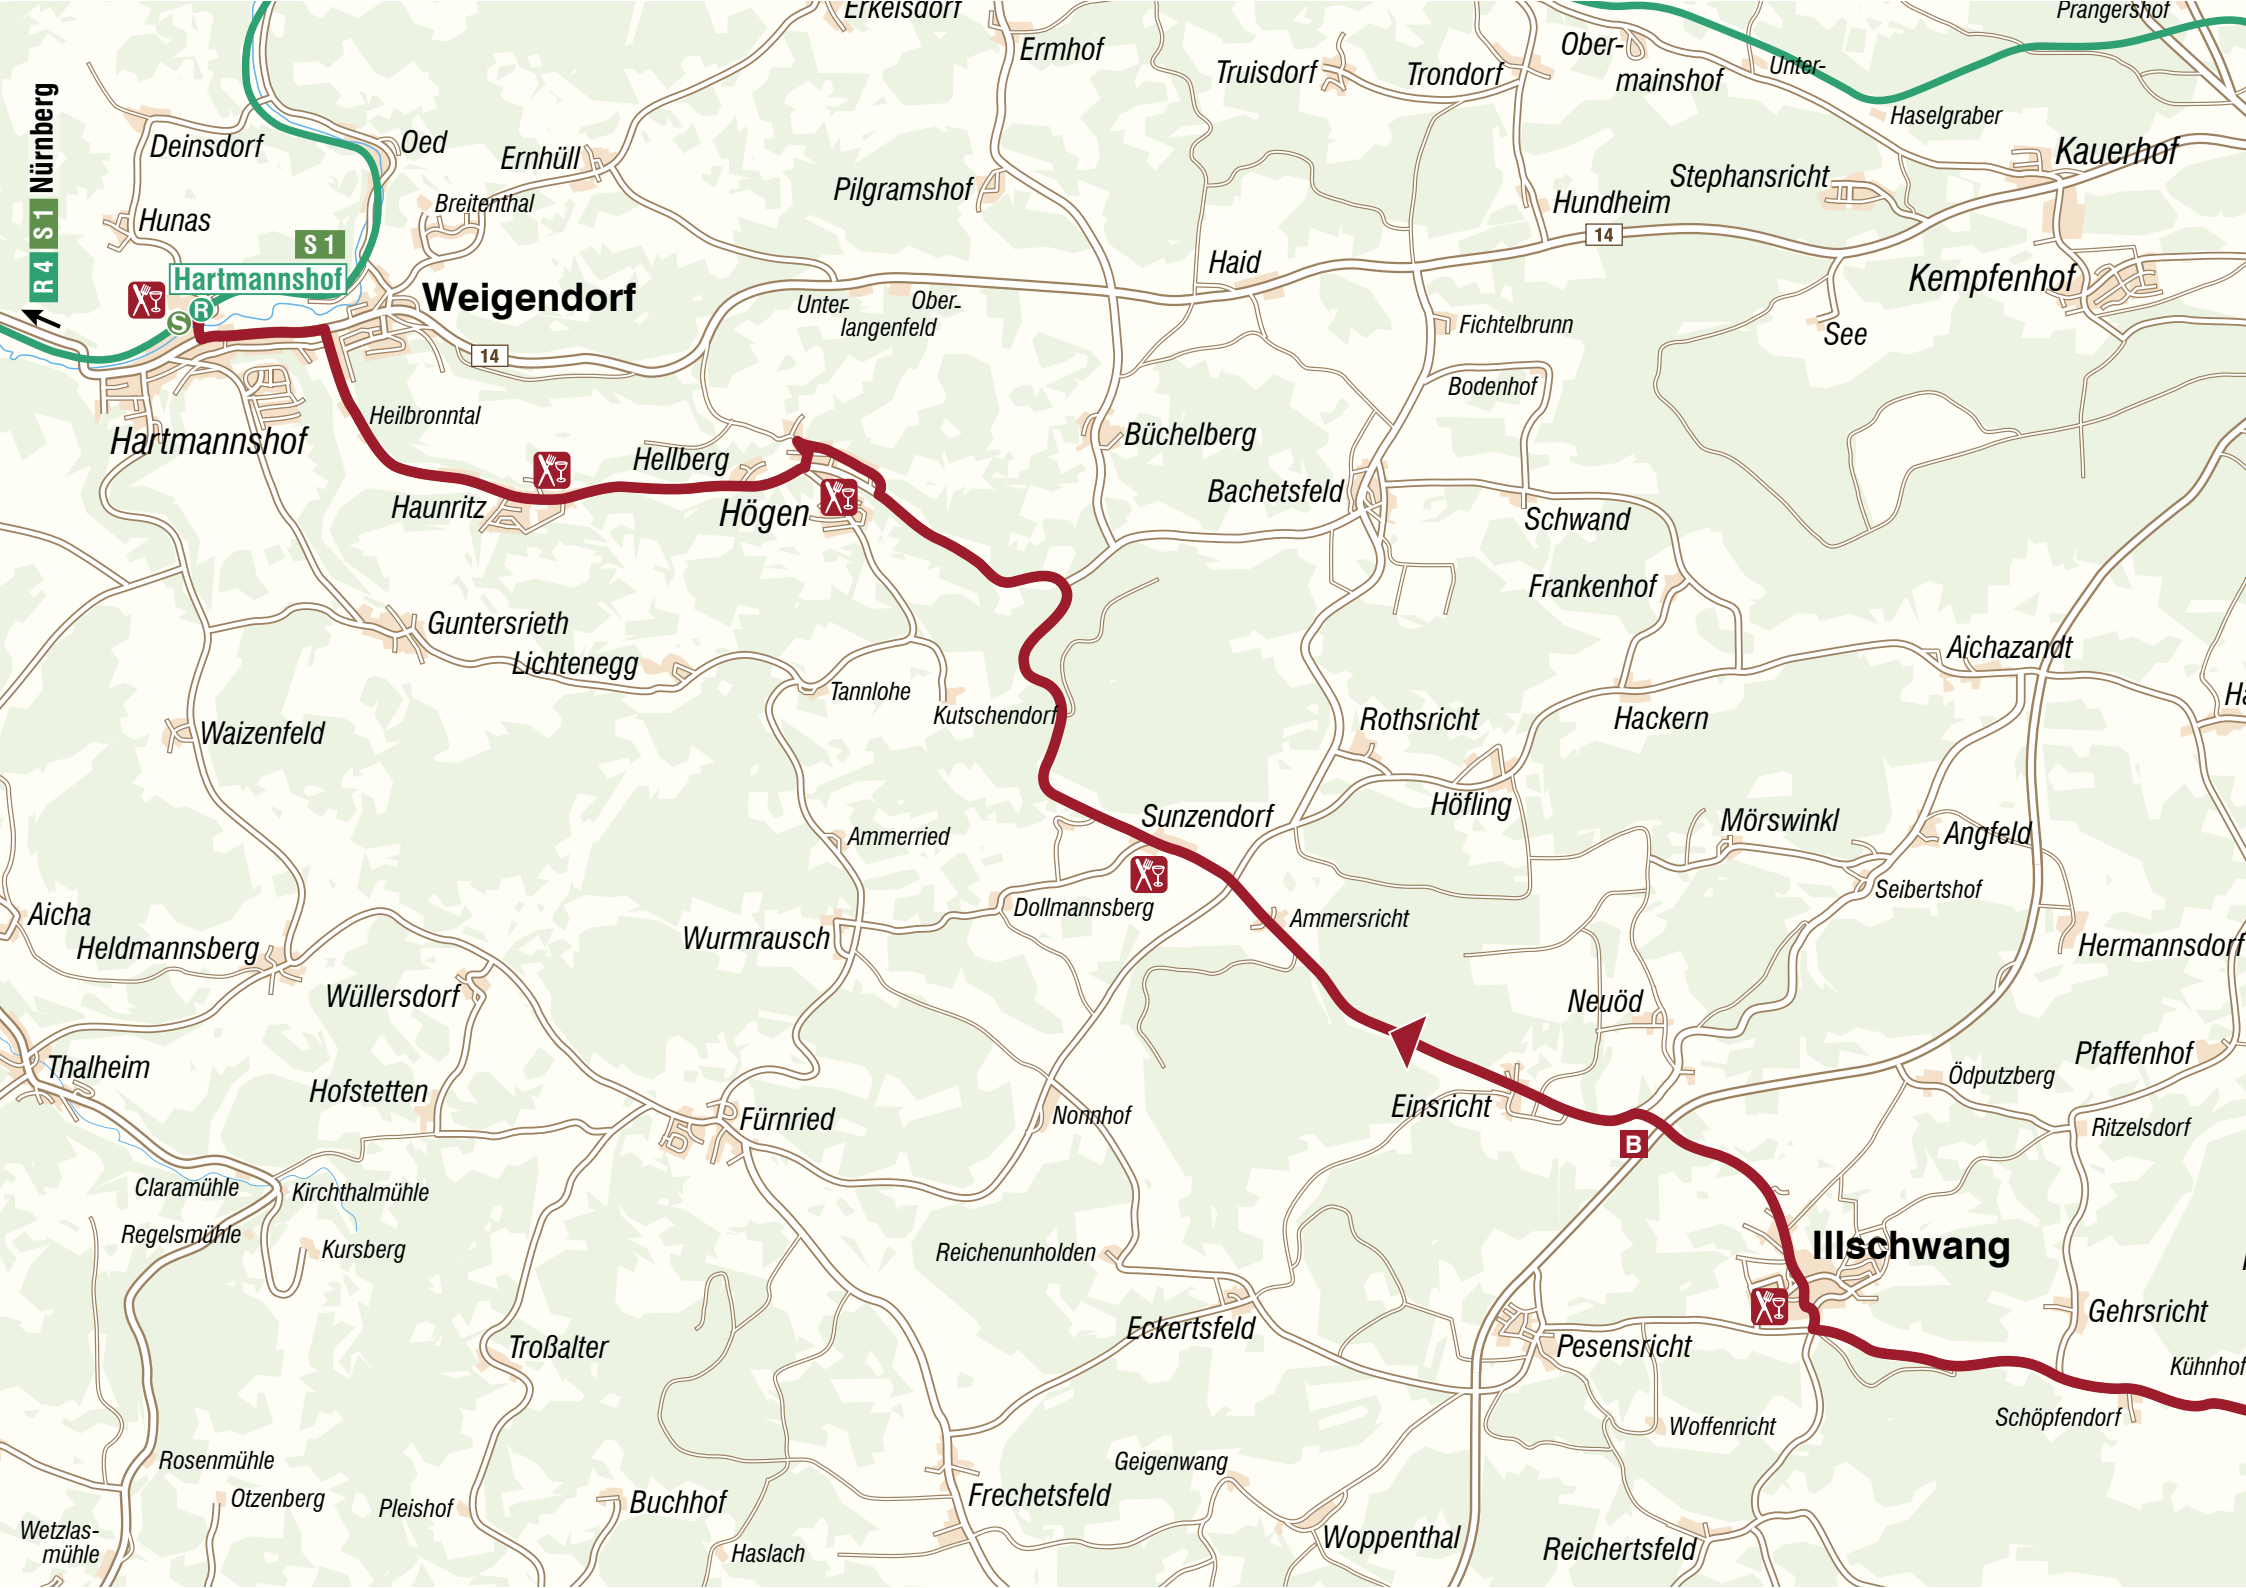 Erkelsdorf
Ermhof
Truisdorf
Trondorf
Ober-
mainshof
Unter-
Prangershof
Haselgraber
Kauerhof
R 4 S 1 Nürnberg
Deinsdorf
Oed
Ernhüll
Breitenthal
Pilgramshof
Stephansricht
Hundheim
Hunas
S 1
Hartmannshof
R
S
Weigendorf
14
14
Haid
Unter-
Ober-
langenfeld
Kempfenhof
See
Fichtelbrunn
Bodenhof
Hartmannshof
Heilbronntal
Hellberg
Haunritz
Högen
Büchelberg
Bachetsfeld
Schwand
Frankenhof
Guntersrieth
Lichtenegg
Tannlohe
Kutschendorf
Aichazandt
Waizenfeld
Rothsricht
Hackern
Höfling
Sunzendorf
Mörswinkl
Angfeld
Ammerried
Seibertshof
Aicha
Dollmannsberg
Ammersricht
Heldmannsberg
Wurmrausch
Hermannsdorf
Wüllersdorf
Neuöd
Thalheim
Hofstetten
Pfaffenhof
Ödputzberg
Einsricht
Fürnried
Nonnhof
Ritzelsdorf
B
Claramühle
Kirchthalmühle
Regelsmühle
Kursberg
Reichenunholden
Illschwang
Eckertsfeld
Gehrsricht
Troßalter
Pesensricht
Kühnhof
Schöpfendorf
Woffenricht
Rosenmühle
Otzenberg
Pleishof
Buchhof
Geigenwang
Frechetsfeld
Wetzlas-
mühle
Haslach
Woppenthal
Reichertsfeld